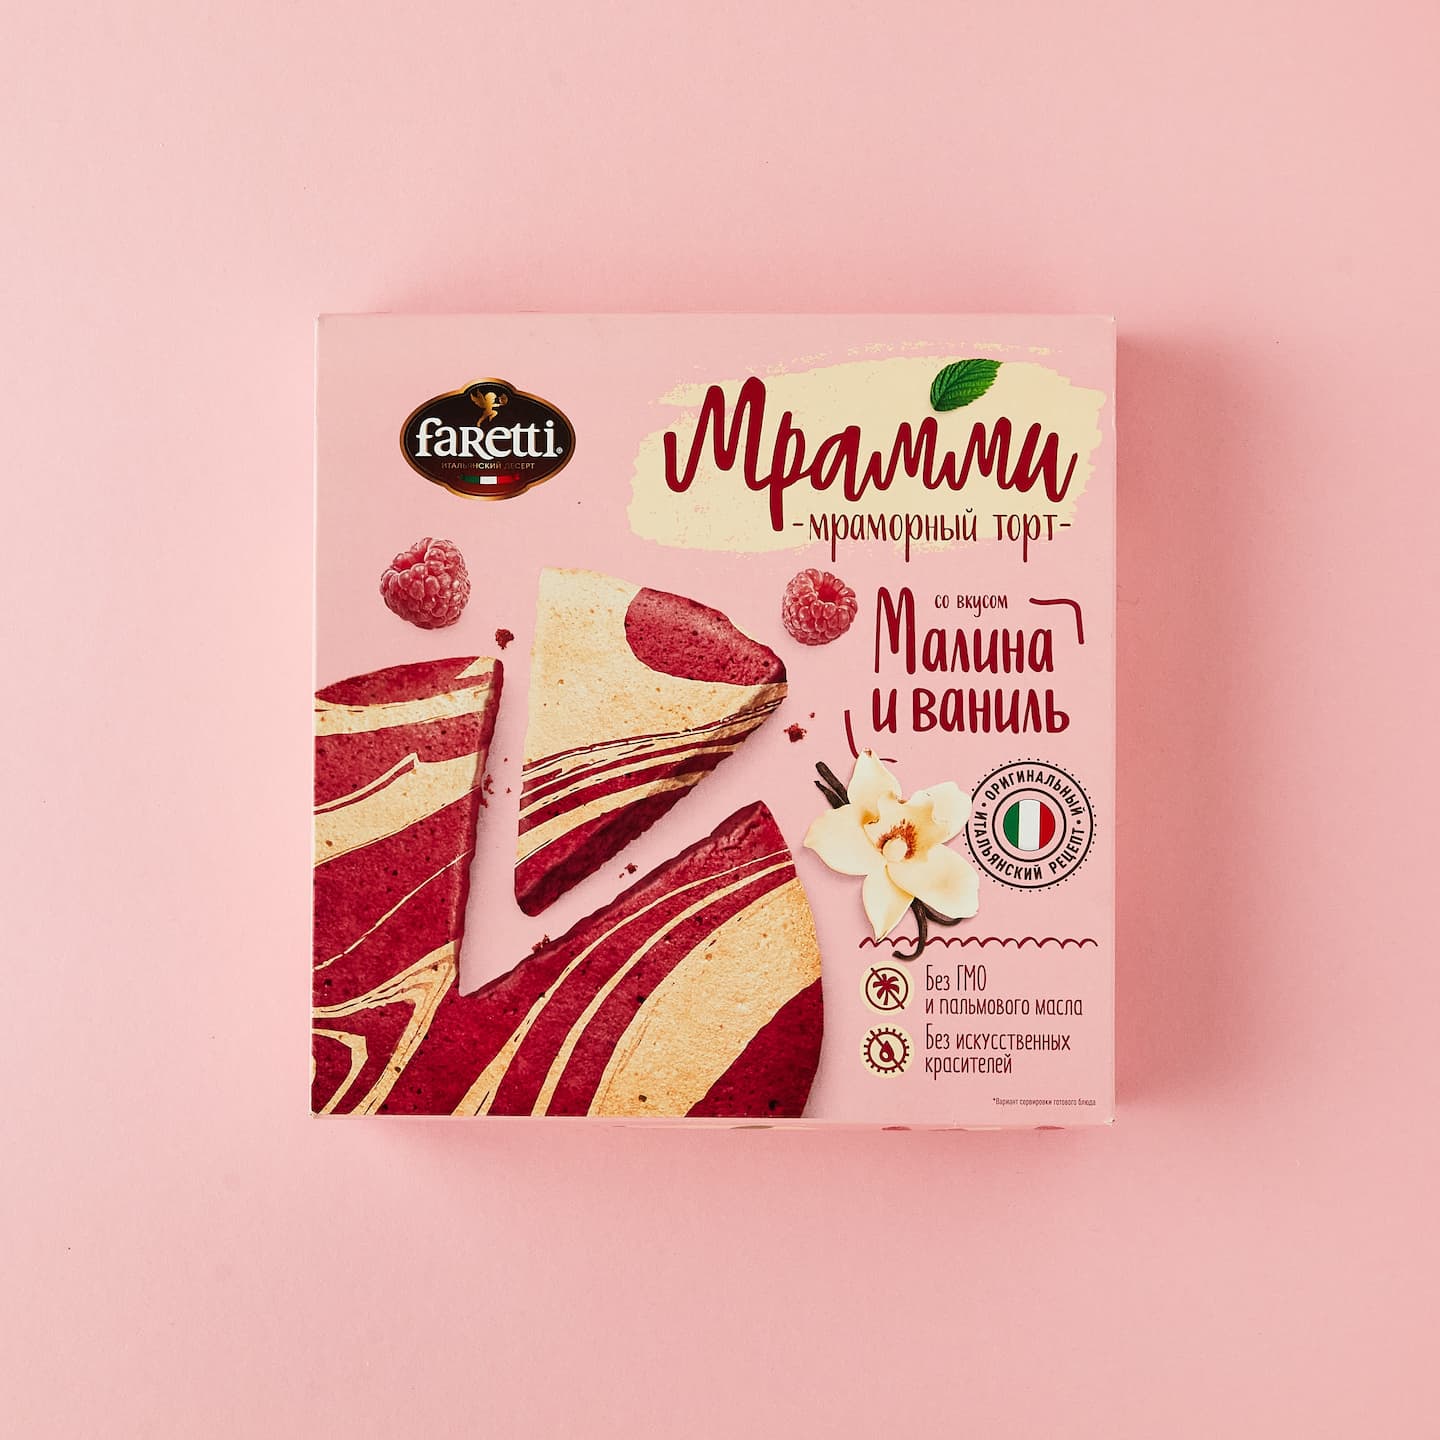 faRetti®
ИТАЛЬЯНСКИЙ ДЕСЕРТ
Мрамми
-мраморный торт-
со вкусом
Малина
и ваниль
ОРИГИНАЛЬНЫЙ
ИТАЛЬЯНСКИЙ РЕЦЕПТ
Без ГМО
и пальмового масла
Без искусственных
красителей
*Вариант сервировки готового блюда